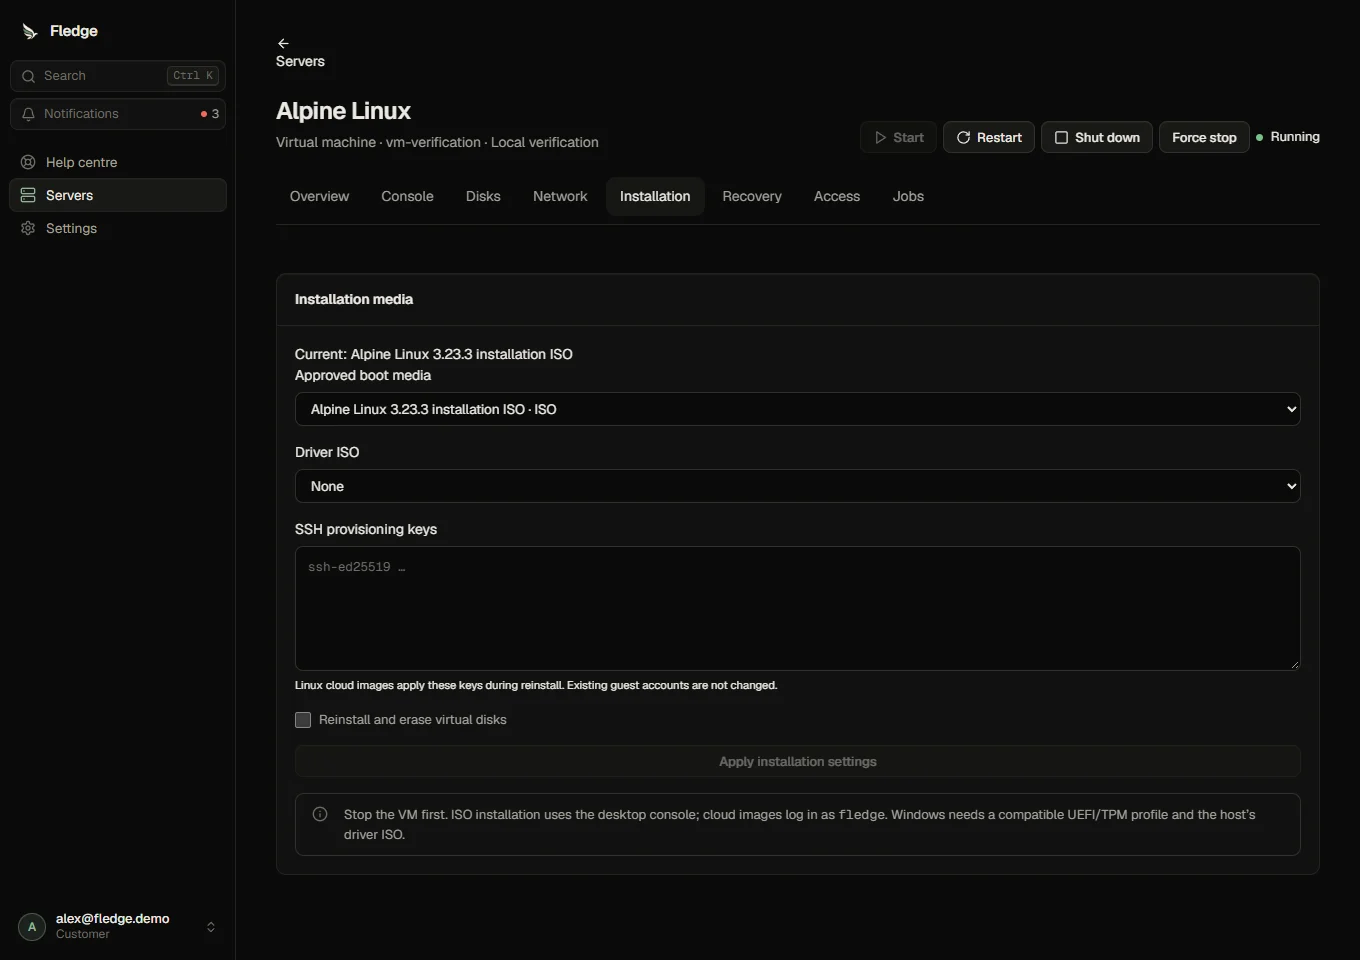 Fledge
Search
Ctrl K
Notifications
3
Help centre
Servers
Settings
alex@fledge.demo
Customer
A
Servers
Alpine Linux
Virtual machine · vm-verification · Local verification
Start
Restart
Shut down
Force stop
Running
Overview
Console
Disks
Network
Installation
Recovery
Access
Jobs
Installation media
Current: Alpine Linux 3.23.3 installation ISO
Approved boot media
Alpine Linux 3.23.3 installation ISO · ISO
Driver ISO
None
SSH provisioning keys
ssh-ed25519 …
Linux cloud images apply these keys during reinstall. Existing guest accounts are not changed.
Reinstall and erase virtual disks
Apply installation settings
Stop the VM first. ISO installation uses the desktop console; cloud images log in as fledge. Windows needs a compatible UEFI/TPM profile and the host’s
driver ISO.